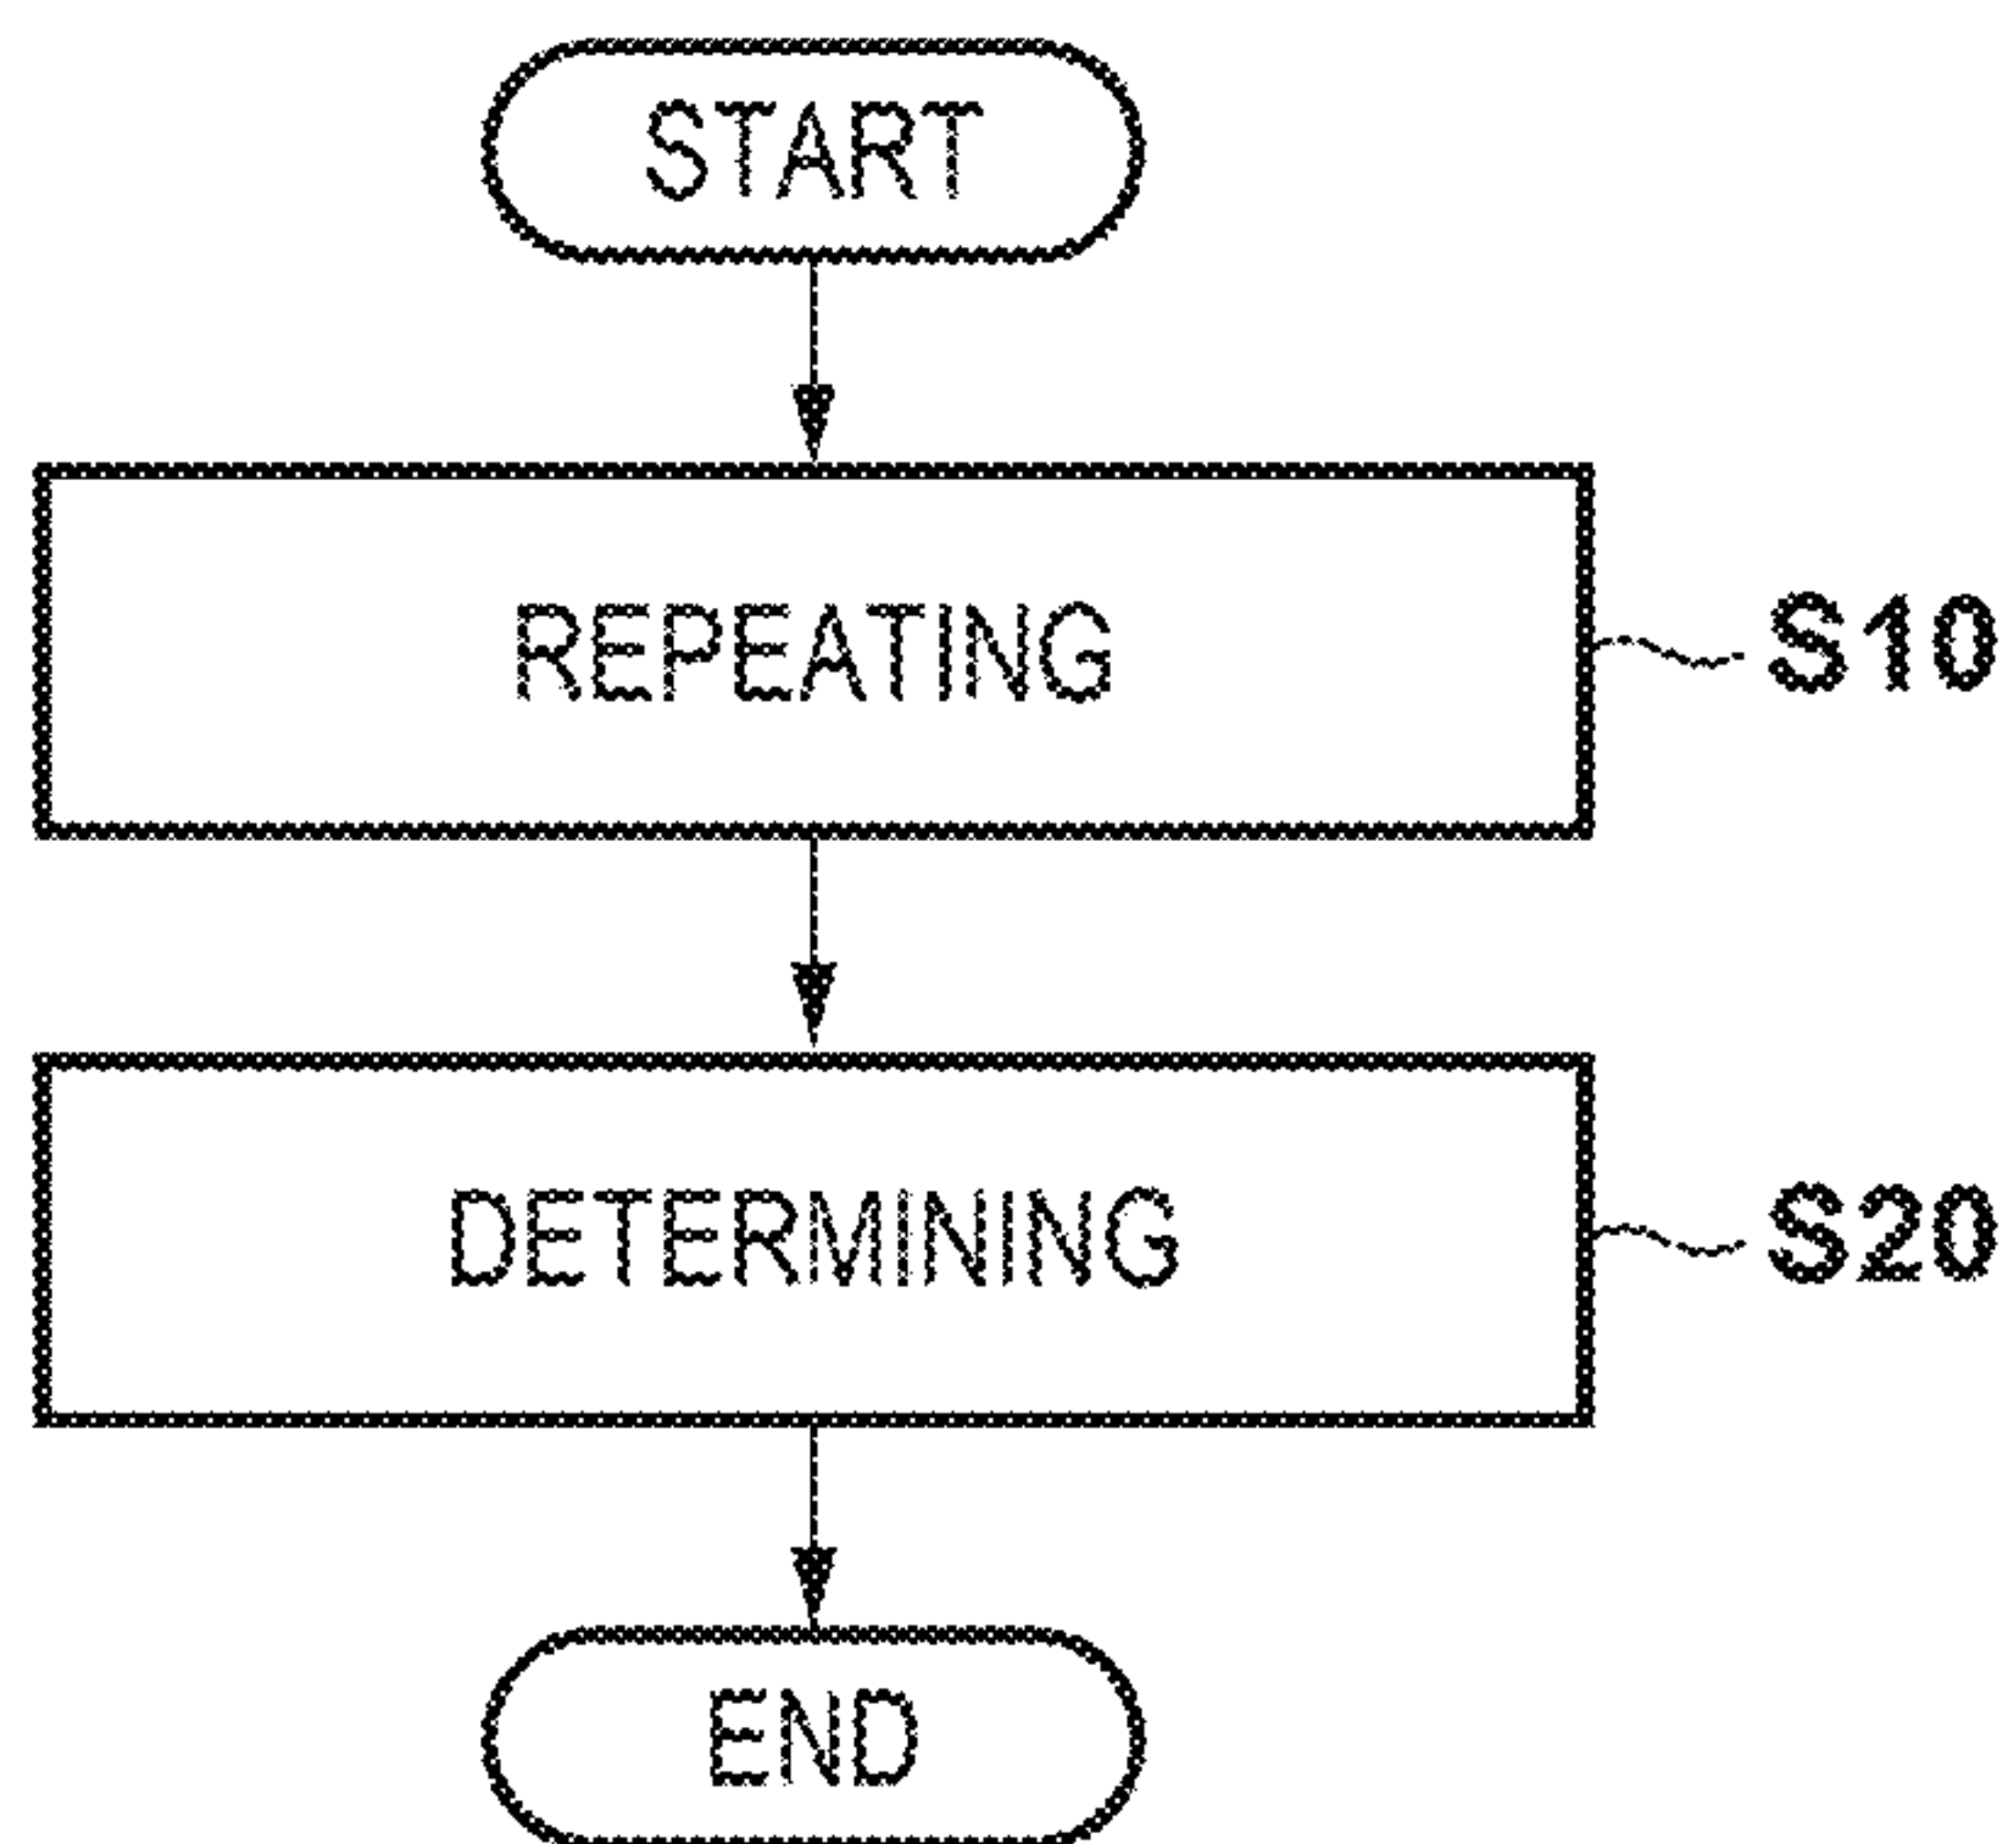 START
REPEATING
S10
DETERMINING
S20
END